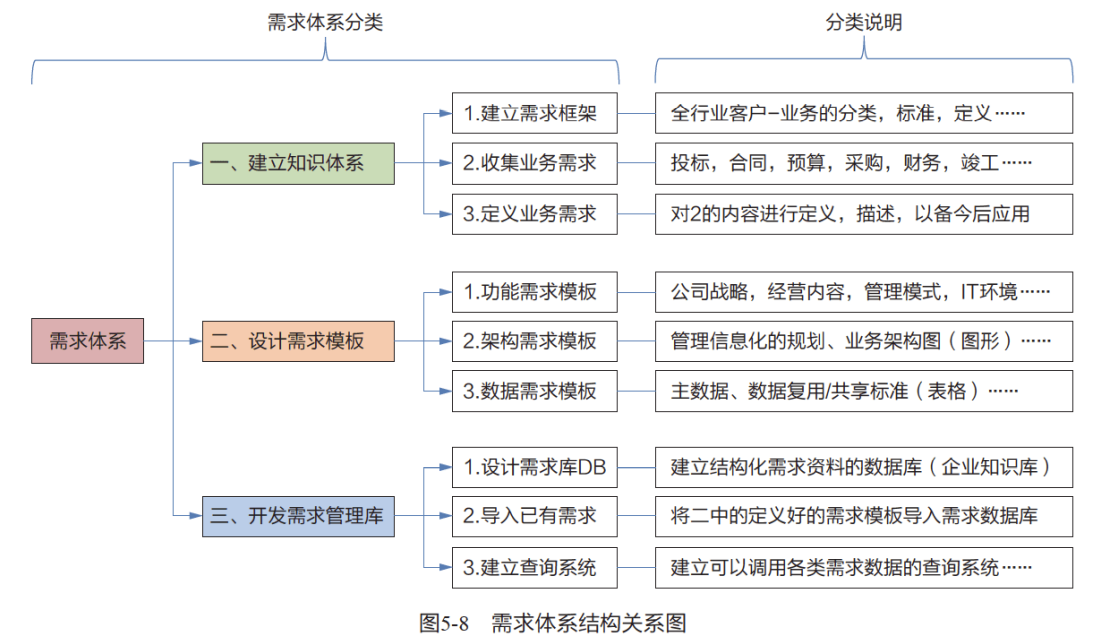 需求体系分类
分类说明
1.建立需求框架
全行业客户-业务的分类，标准，定义……
一、建立知识体系
2.收集业务需求
投标，合同，预算，采购，财务，竣工……
3.定义业务需求
对2的内容进行定义，描述，以备今后应用
1.功能需求模板
公司战略，经营内容，管理模式，IT环境……
需求体系
二、设计需求模板
2.架构需求模板
管理信息化的规划、业务架构图（图形）……
3.数据需求模板
主数据、数据复用/共享标准（表格）……
1.设计需求库DB
建立结构化需求资料的数据库（企业知识库）
三、开发需求管理库
2.导入已有需求
将二中的定义好的需求模板导入需求数据库
3.建立查询系统
建立可以调用各类需求数据的查询系统……
图5-8 需求体系结构关系图